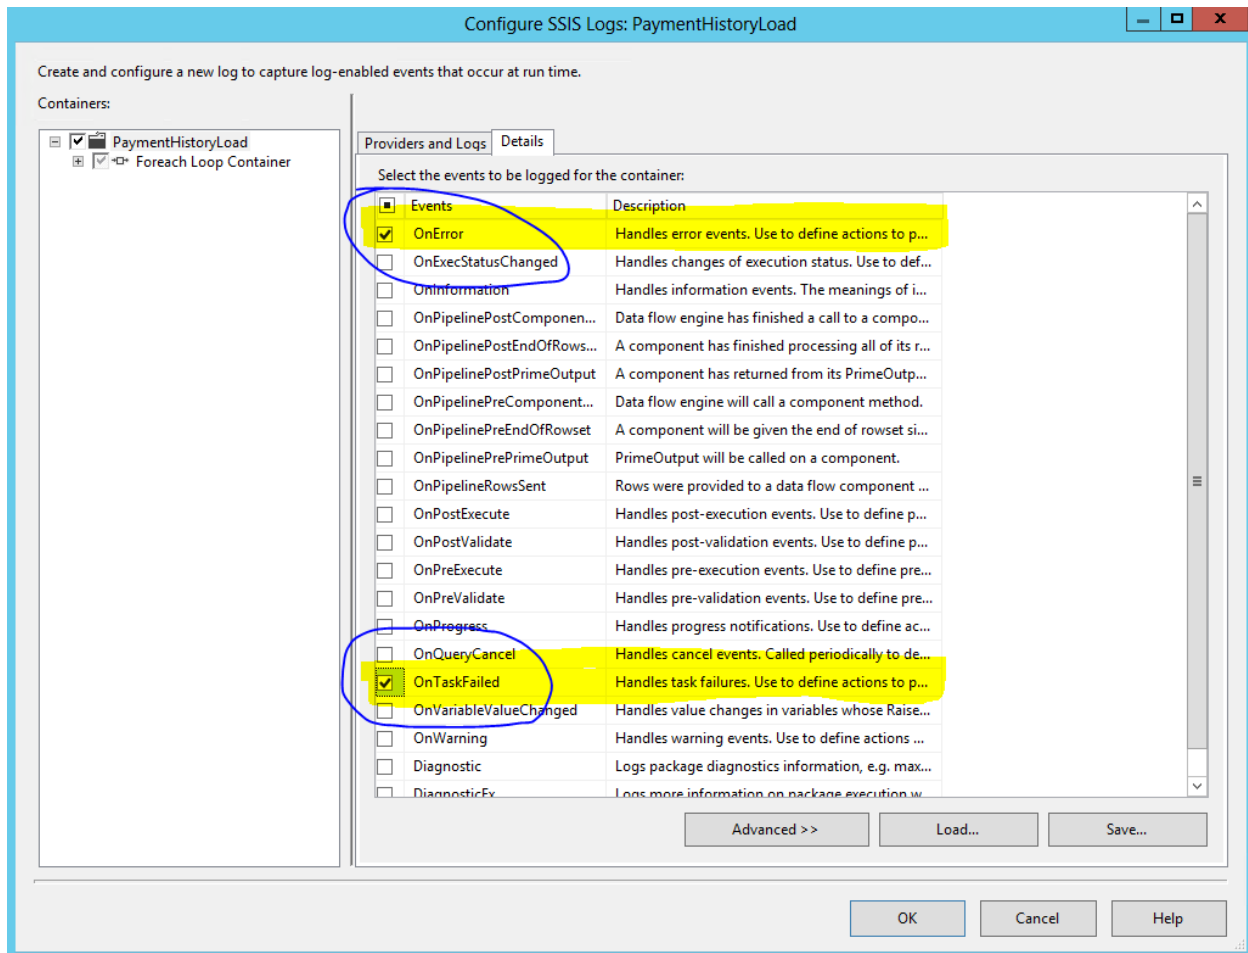 Configure SSIS Logs: PaymentHistoryLoad
Create and configure a new log to capture log-enabled events that occur at run time.
Containers:
PaymentHistoryLoad
Foreach Loop Container
Providers and Logs Details
Select the events to be logged for the container:
Events Description
OnError Handles error events. Use to define actions to p...
OnExecStatusChanged Handles changes of execution status. Use to def...
OnInformation Handles information events. The meanings of i...
OnPipelinePostComponen... Data flow engine has finished a call to a compo...
OnPipelinePostEndOfRows... A component has finished processing all of its r...
OnPipelinePostPrimeOutput A component has returned from its PrimeOutp...
OnPipelinePreComponent... Data flow engine will call a component method.
OnPipelinePreEndOfRowset A component will be given the end of rowset si...
OnPipelinePrePrimeOutput PrimeOutput will be called on a component.
OnPipelineRowsSent Rows were provided to a data flow component ...
OnPostExecute Handles post-execution events. Use to define p...
OnPostValidate Handles post-validation events. Use to define p...
OnPreExecute Handles pre-execution events. Use to define pre...
OnPreValidate Handles pre-validation events. Use to define pre...
OnProgress Handles progress notifications. Use to define ac...
OnQueryCancel Handles cancel events. Called periodically to de...
OnTaskFailed Handles task failures. Use to define actions to p...
OnVariableValueChanged Handles value changes in variables whose Raise...
OnWarning Handles warning events. Use to define actions ...
Diagnostic Logs package diagnostics information, e.g. max...
DiagnosticEx Logs more information on package execution w...
Advanced >> Load... Save...
OK Cancel Help